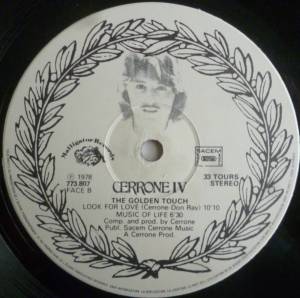 Malligator Records
SACEM
℗ 1978
773.807
FACE B
CERRONE IV
33 TOURS
STEREO
THE GOLDEN TOUCH
LOOK FOR LOVE (Cerrone-Don Ray) 10'10
MUSIC OF LIFE 6'30
Comp. and prod. by Cerrone
Publ. Sacem Cerrone Music
A Cerrone Prod.